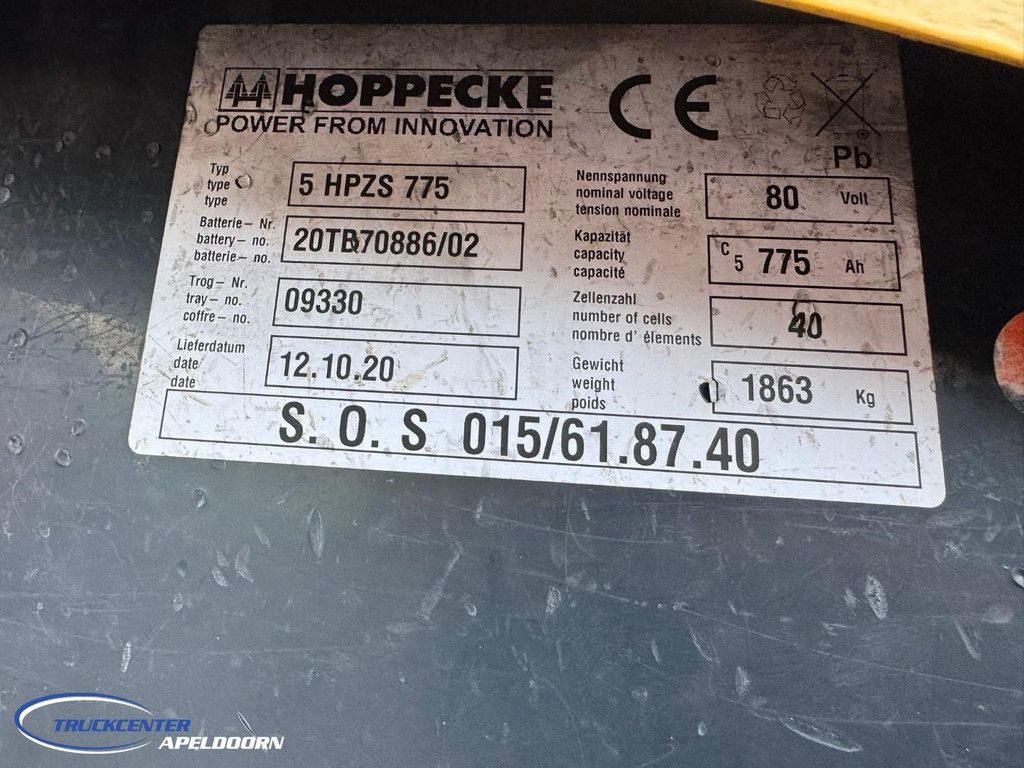 HOPPECKE
POWER FROM INNOVATION
CE
Pb
Typ
type
type
5 HPZS 775
Batterie – Nr.
battery – no.
batterie – no.
20TB70886/02
Trog – Nr.
tray – no.
coffre – no.
09330
Lieferdatum
date
date
12.10.20
Nennspannung
nominal voltage
tension nominale
80 Volt
Kapazität
capacity
capacité
C5 775 Ah
Zellenzahl
number of cells
nombre d' élements
40
Gewicht
weight
poids
1863 Kg
S. O. S 015/61.87.40
TRUCKCENTER
APELDOORN